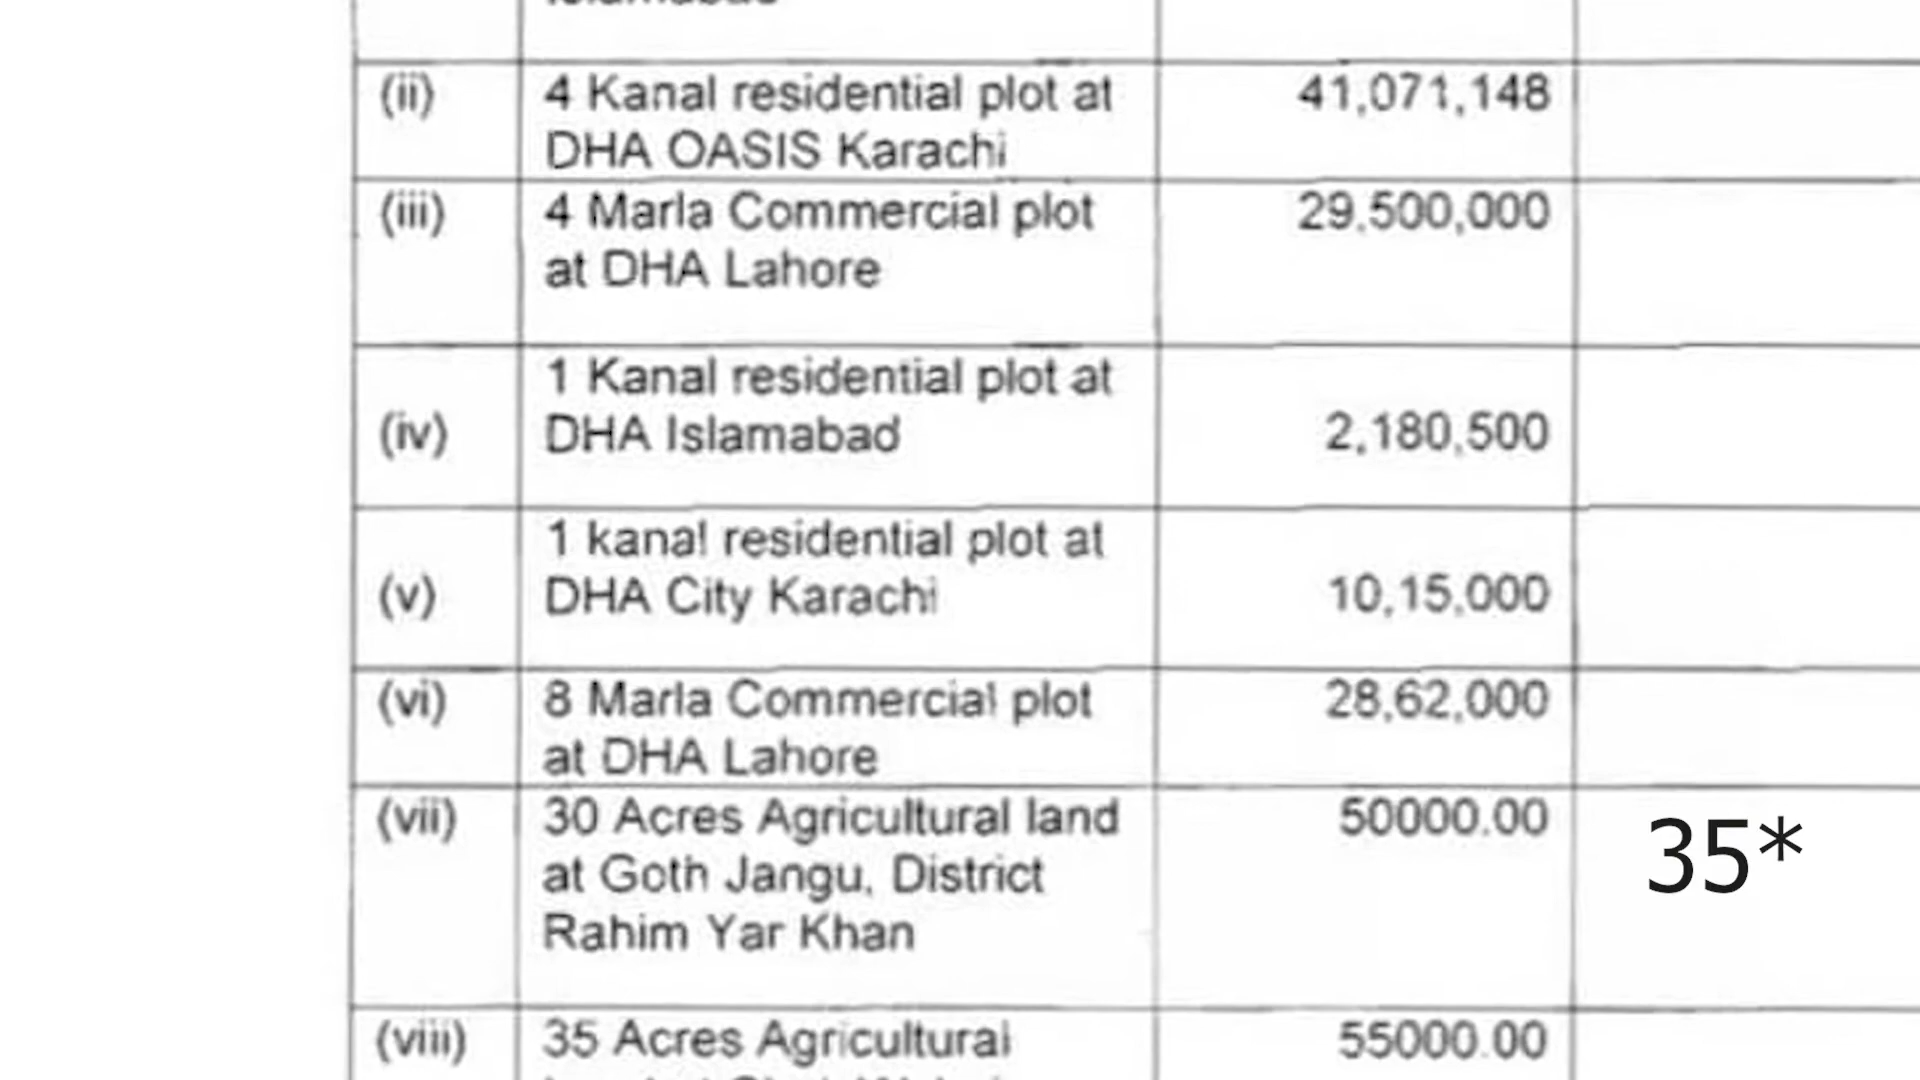 (ii) 4 Kanal residential plot at 41,071,148
DHA OASIS Karachi
(iii) 4 Marla Commercial plot 29,500,000
at DHA Lahore
1 Kanal residential plot at
(iv) DHA Islamabad 2,180,500
1 kanal residential plot at
(v) DHA City Karachi 10,15,000
(vi) 8 Marla Commercial plot 28,62,000
at DHA Lahore
(vii) 30 Acres Agricultural land 50000.00 35*
at Goth Jangu, District
Rahim Yar Khan
(viii) 35 Acres Agricultural 55000.00